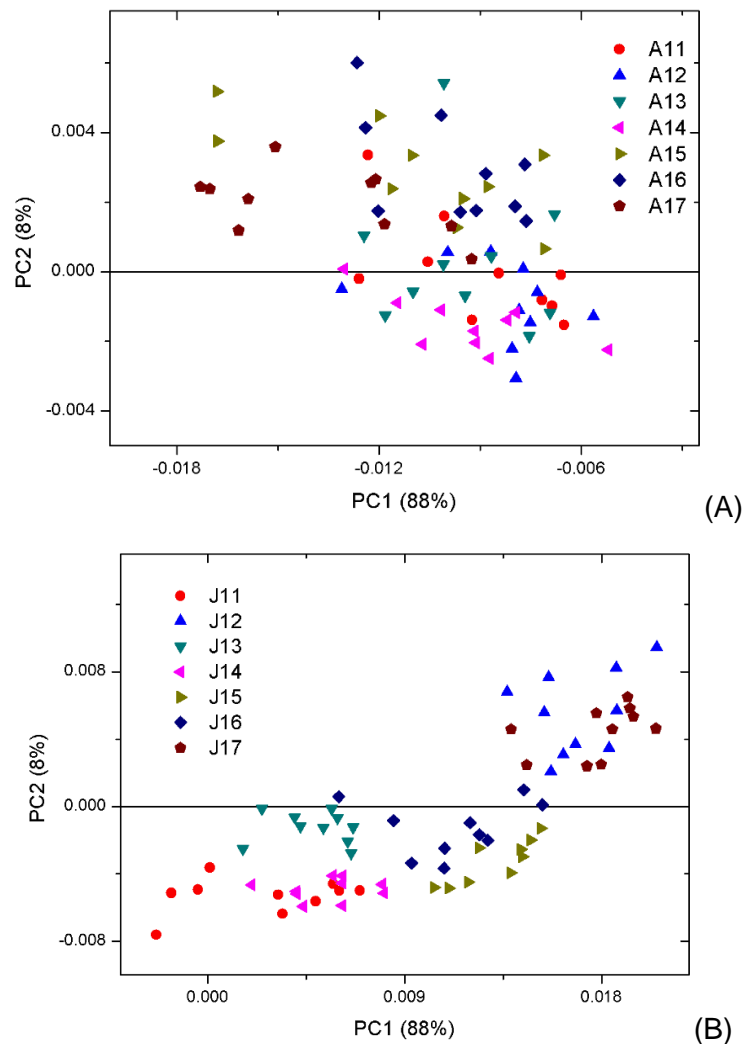 A11
A12
A13
A14
A15
A16
A17
0.004
0.000
-0.004
PC2 (8%)
-0.018 -0.012 -0.006
PC1 (88%)
(A)
J11
J12
J13
J14
J15
J16
J17
0.008
0.000
-0.008
PC2 (8%)
0.000 0.009 0.018
PC1 (88%)
(B)